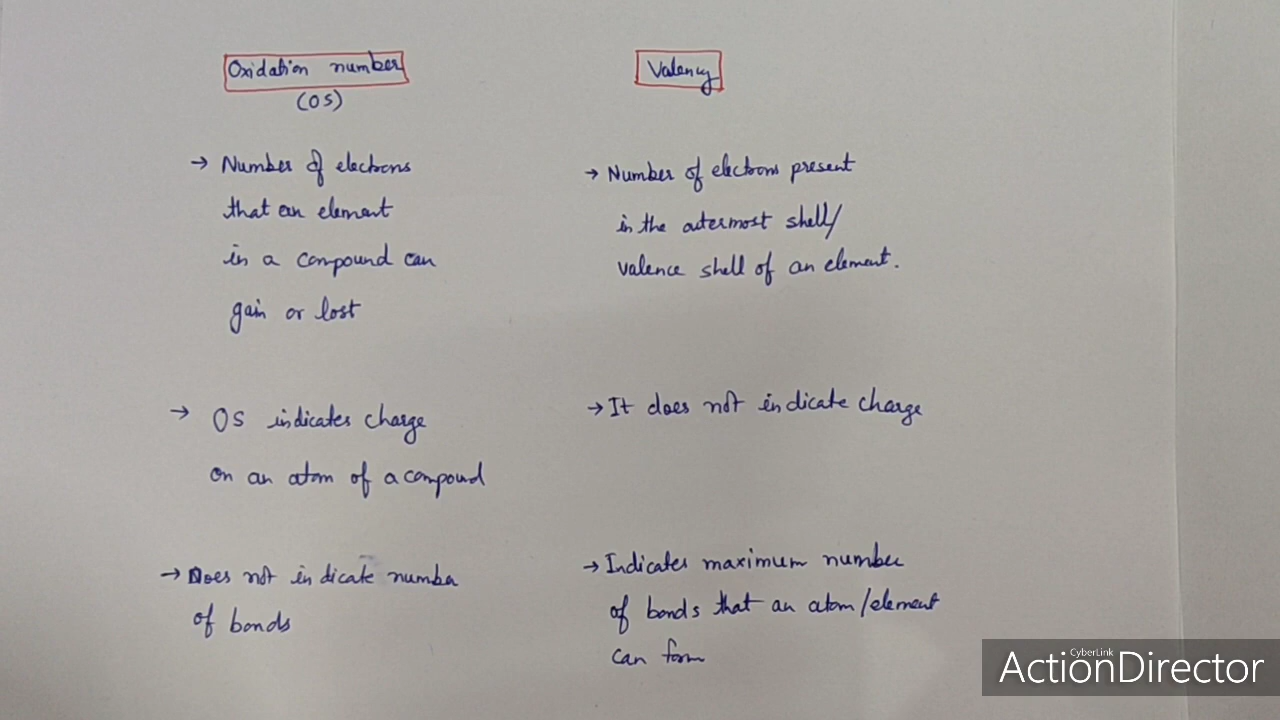 Oxidation number
(OS)
→ Number of electrons
that an element
in a compound can
gain or lost
→ OS indicates charge
on an atom of a compound
→ Does not indicate number
of bonds
Valency
→ Number of electrons present
in the outermost shell/
valence shell of an element.
→ It does not indicate charge
→ Indicates maximum number
of bonds that an atom/element
can form
CyberLink
ActionDirector